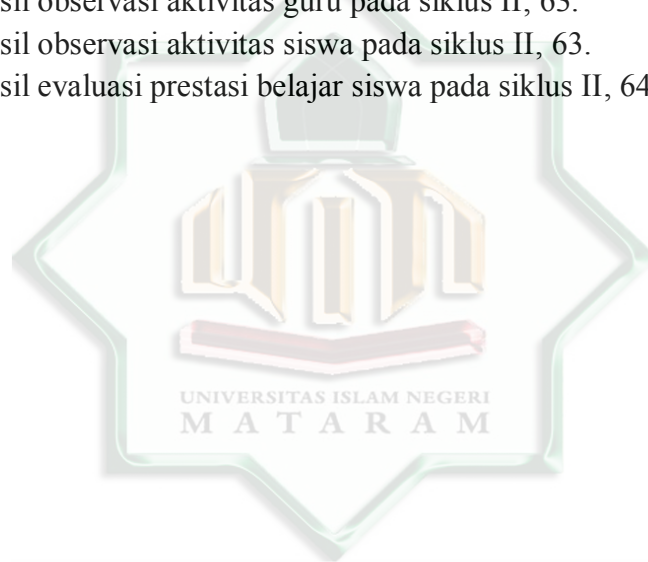 sil observasi aktivitas guru pada siklus II, 63.
sil observasi aktivitas siswa pada siklus II, 63.
sil evaluasi prestasi belajar siswa pada siklus II, 64
UNIVERSITAS ISLAM NEGERI
M A T A R A M